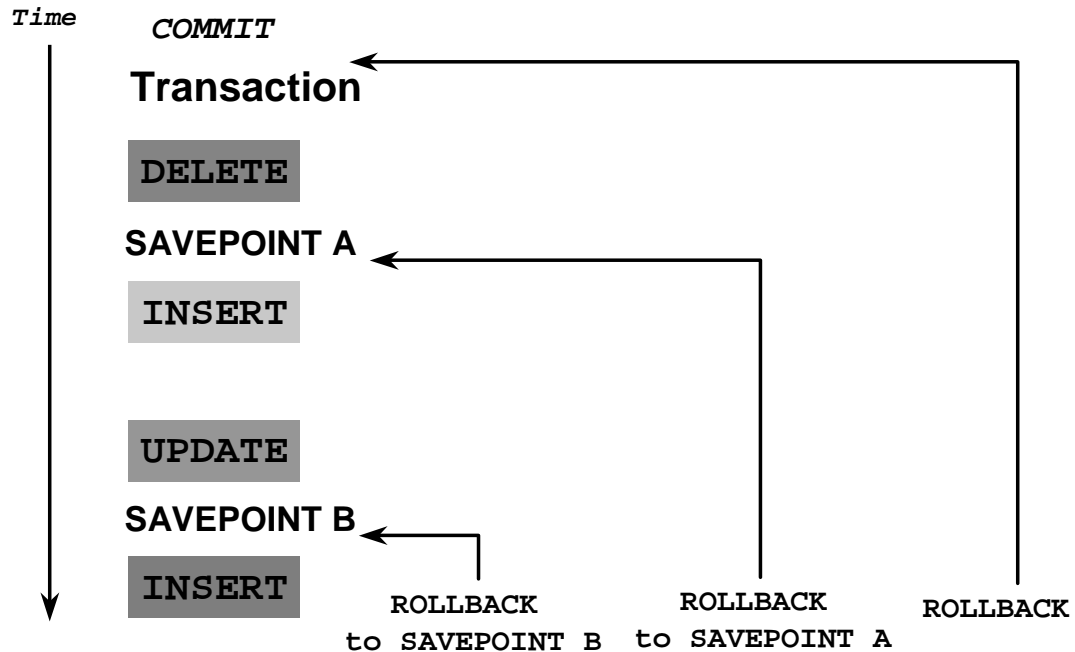 Time
COMMIT
Transaction
DELETE
SAVEPOINT A
INSERT
UPDATE
SAVEPOINT B
INSERT
ROLLBACK
to SAVEPOINT B
ROLLBACK
to SAVEPOINT A
ROLLBACK